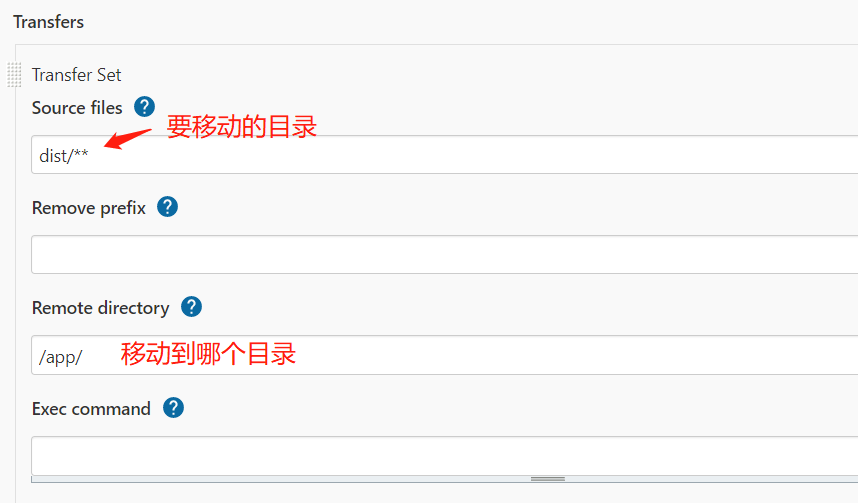 Transfers
Transfer Set
Source files ?
要移动的目录
dist/**
Remove prefix ?
Remote directory ?
/app/ 移动到哪个目录
Exec command ?